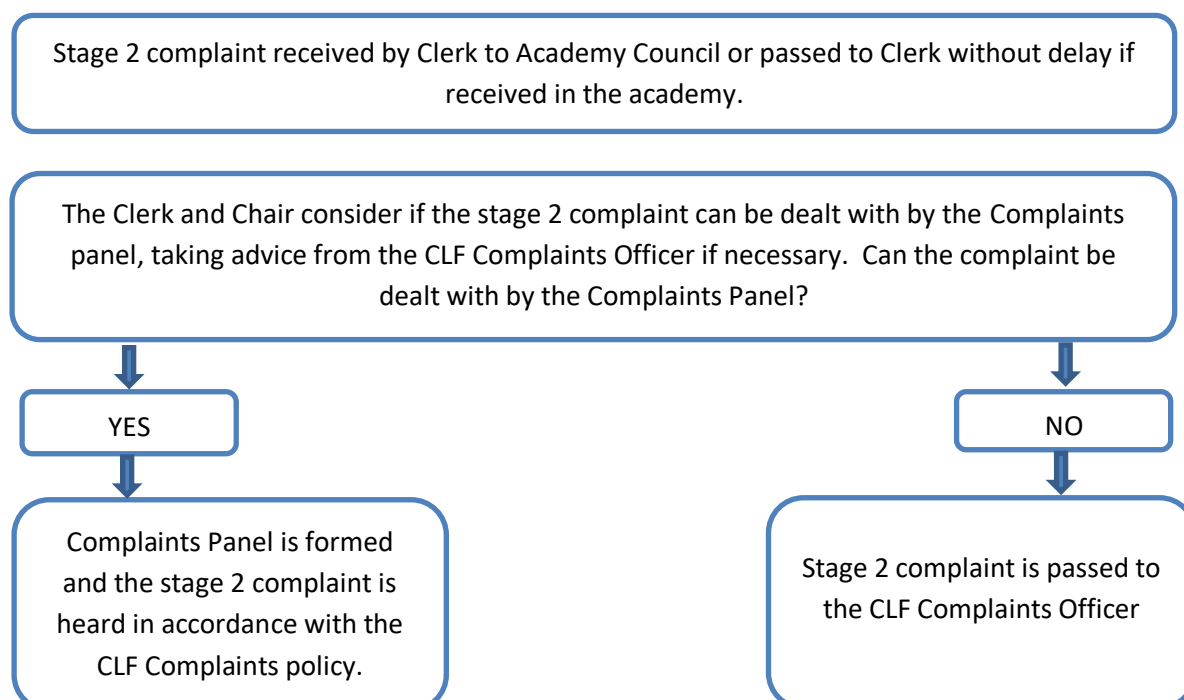 Stage 2 complaint received by Clerk to Academy Council or passed to Clerk without delay if
received in the academy.
The Clerk and Chair consider if the stage 2 complaint can be dealt with by the Complaints
panel, taking advice from the CLF Complaints Officer if necessary.  Can the complaint be
dealt with by the Complaints Panel?
YES
NO
Complaints Panel is formed
and the stage 2 complaint is
heard in accordance with the
CLF Complaints policy.
Stage 2 complaint is passed to
the CLF Complaints Officer